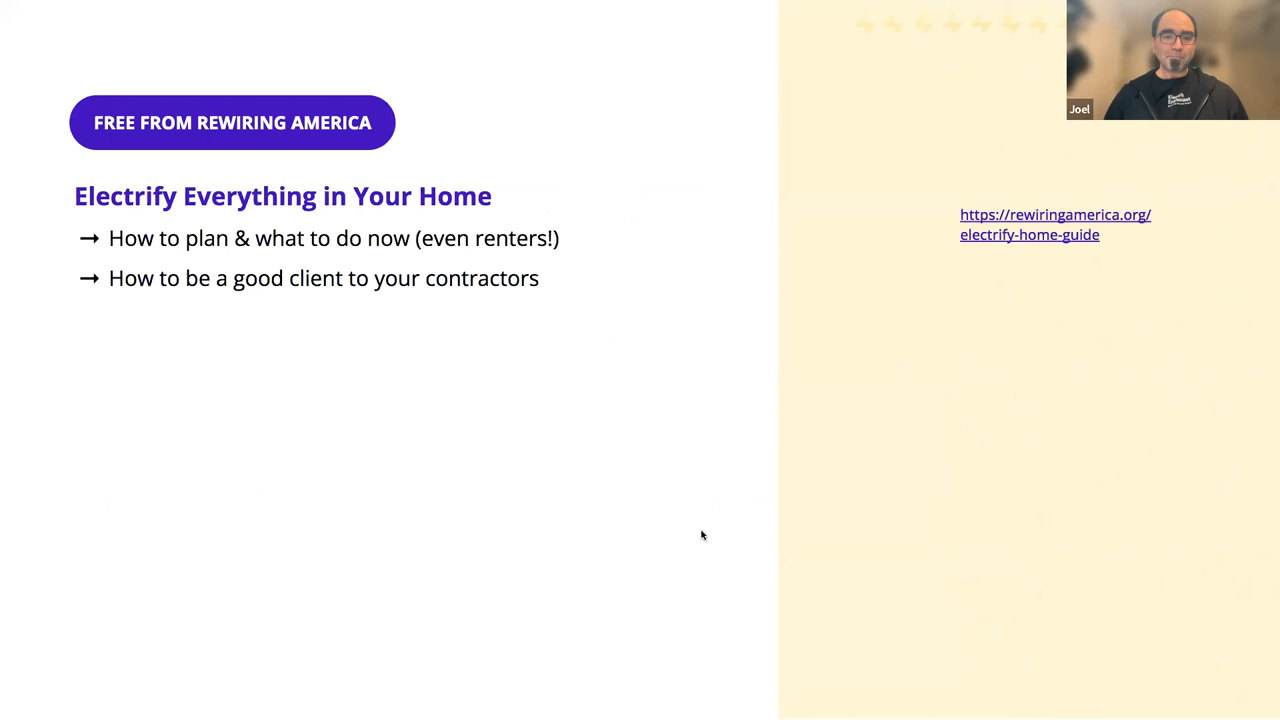 FREE FROM REWIRING AMERICA
Electrify Everything in Your Home
→ How to plan & what to do now (even renters!)
→ How to be a good client to your contractors
https://rewiringamerica.org/
electrify-home-guide
Joel